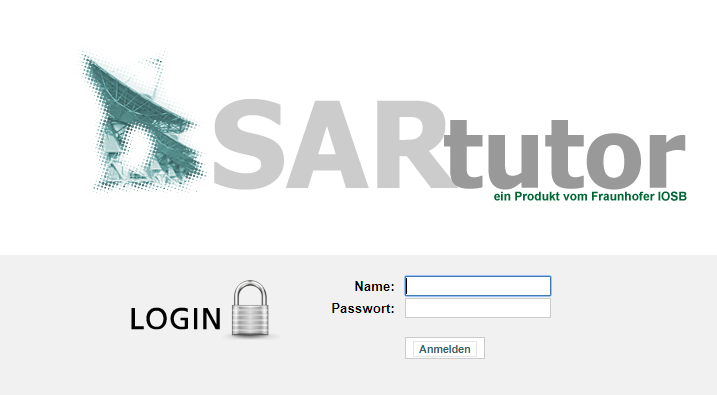 SARtutor
ein Produkt vom Fraunhofer IOSB
LOGIN
Name:
Passwort:
Anmelden